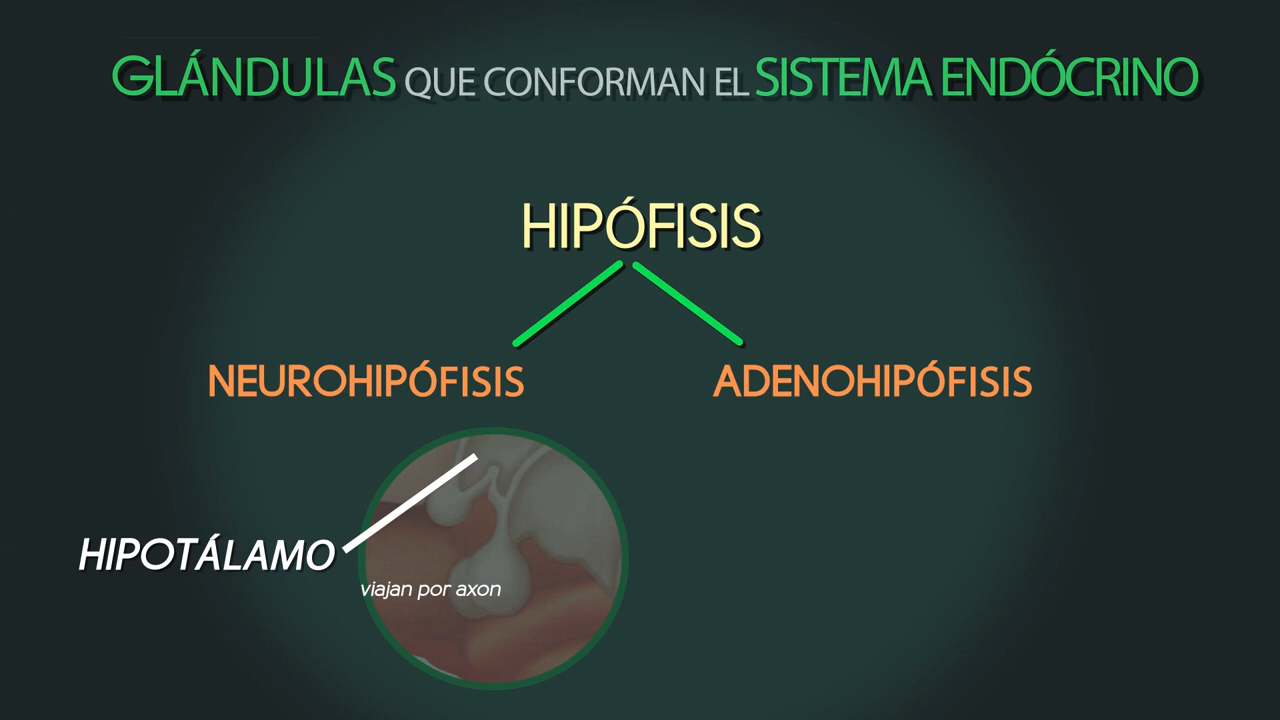 GLÁNDULAS QUE CONFORMAN EL SISTEMA ENDÓCRINO
HIPÓFISIS
NEUROHIPÓFISIS ADENOHIPÓFISIS
HIPOTÁLAMO
viajan por axon